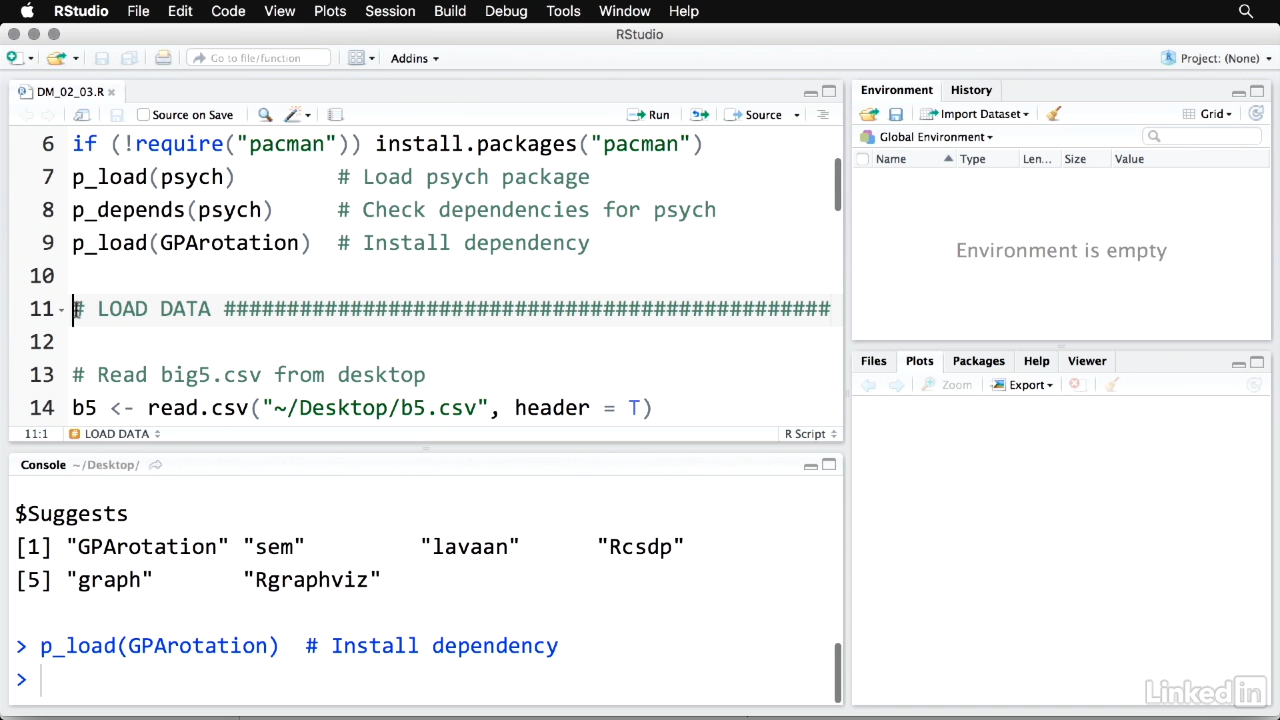 RStudio File Edit Code View Plots Session Build Debug Tools Window Help
RStudio
Go to file/function Addins Project: (None)
DM_02_03.R
Source on Save Run Source
6 if (!require("pacman")) install.packages("pacman")
7 p_load(psych) # Load psych package
8 p_depends(psych) # Check dependencies for psych
9 p_load(GPArotation) # Install dependency
10
11 # LOAD DATA ################################################
12
13 # Read big5.csv from desktop
14 b5 <- read.csv("~/Desktop/b5.csv", header = T)
11:1 # LOAD DATA R Script
Console ~/Desktop/
$Suggests
[1] "GPArotation" "sem" "lavaan" "Rcsdp"
[5] "graph" "Rgraphviz"
> p_load(GPArotation) # Install dependency
>
Environment History
Import Dataset Grid
Global Environment
Name Type Len... Size Value
Environment is empty
Files Plots Packages Help Viewer
Zoom Export
Linked in